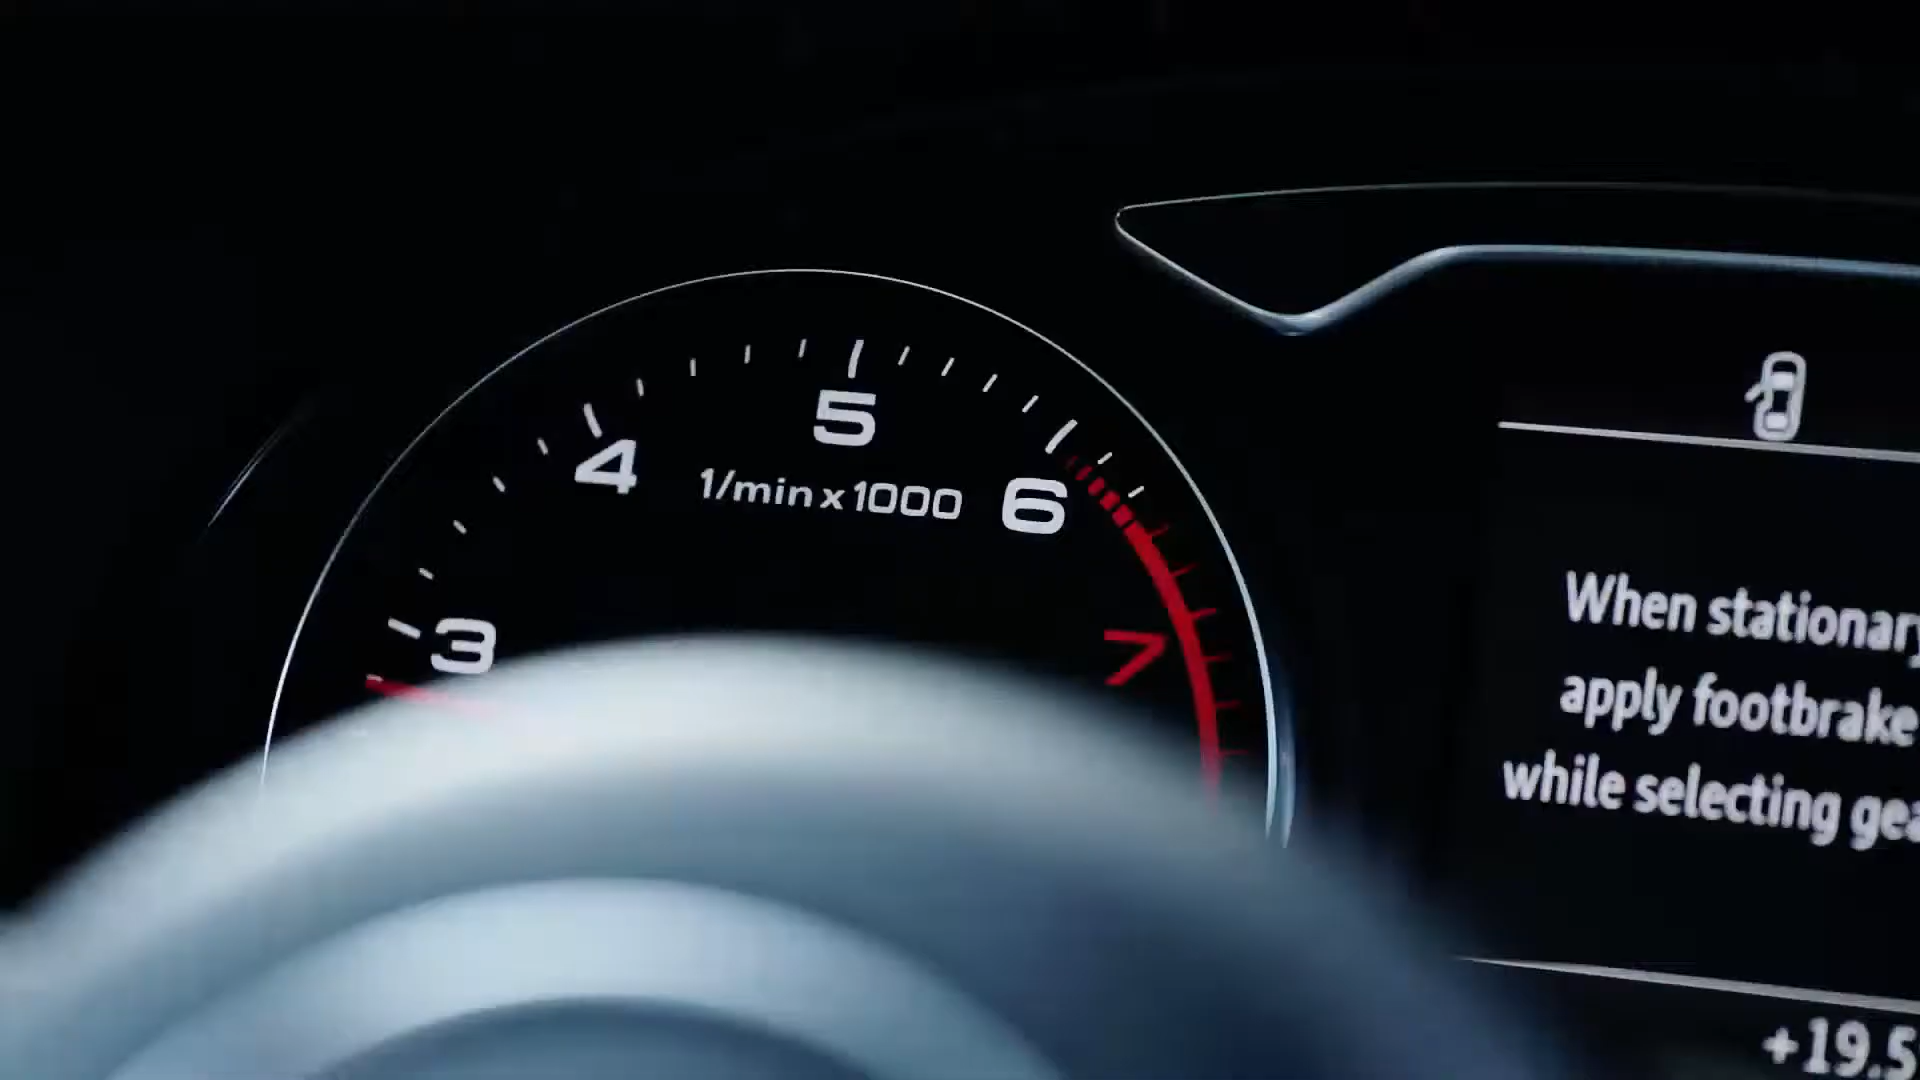 5
4
1/min x 1000
6
3
7
When stationary
apply footbrake
while selecting
+19.5